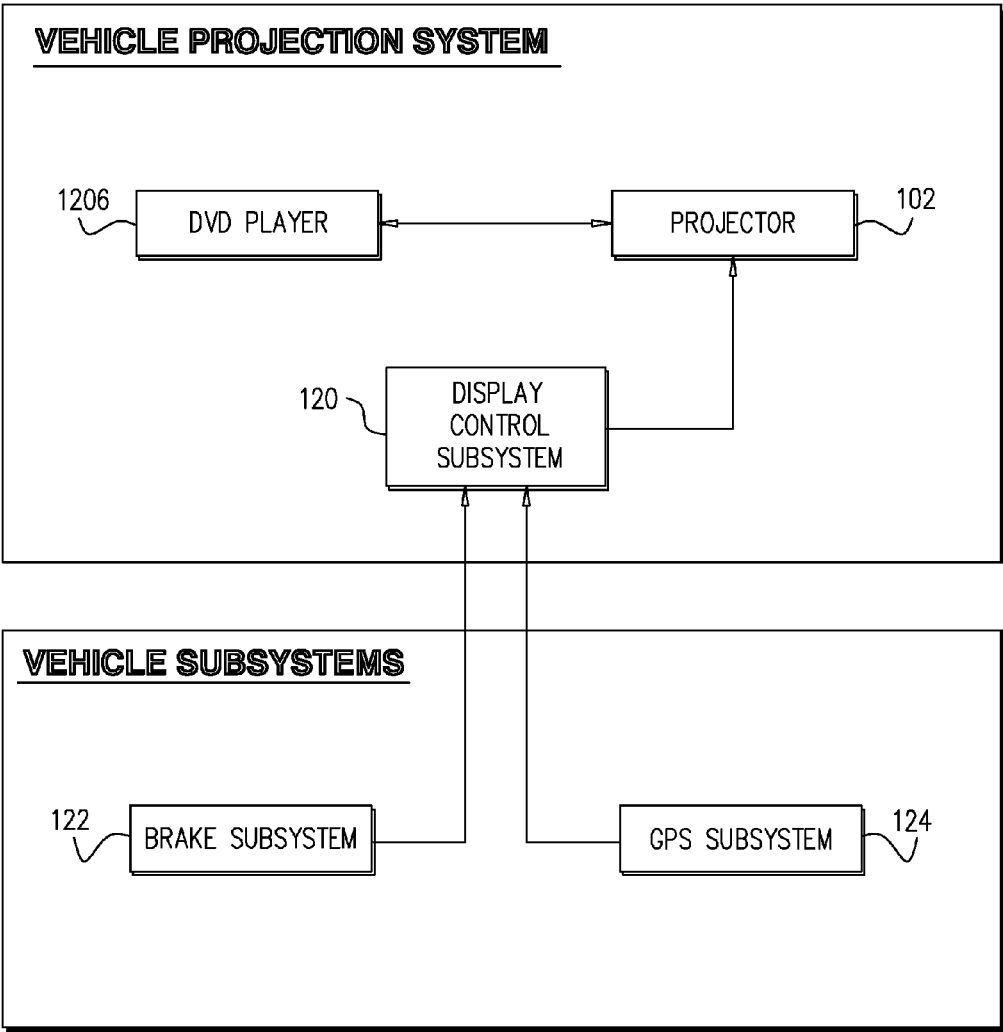 VEHICLE PROJECTION SYSTEM
1206
DVD PLAYER
PROJECTOR
102
120
DISPLAY
CONTROL
SUBSYSTEM
VEHICLE SUBSYSTEMS
122
BRAKE SUBSYSTEM
GPS SUBSYSTEM
124